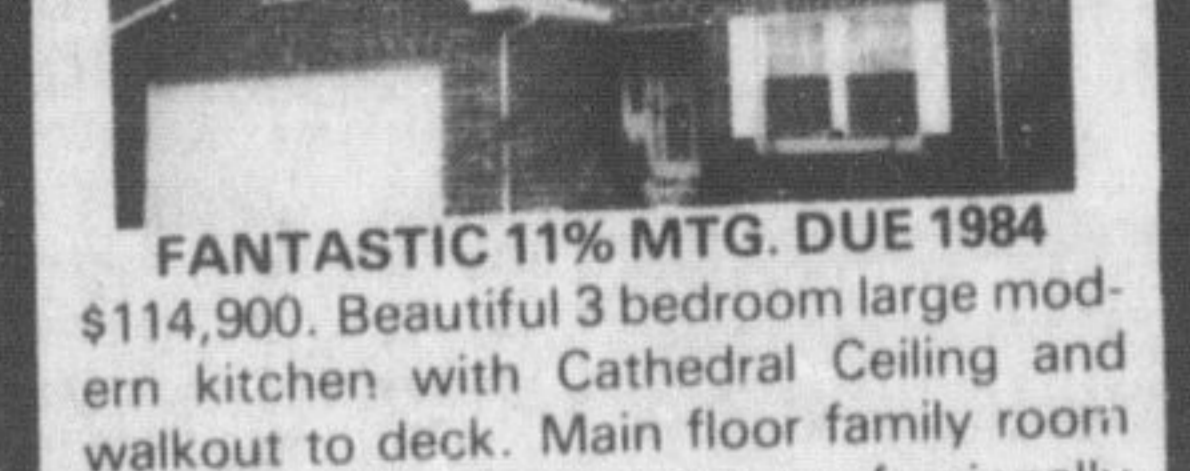 FANTASTIC 11% MTG. DUE 1984
$114,900. Beautiful 3 bedroom large mod-
ern kitchen with Cathedral Ceiling and
walkout to deck. Main floor family room